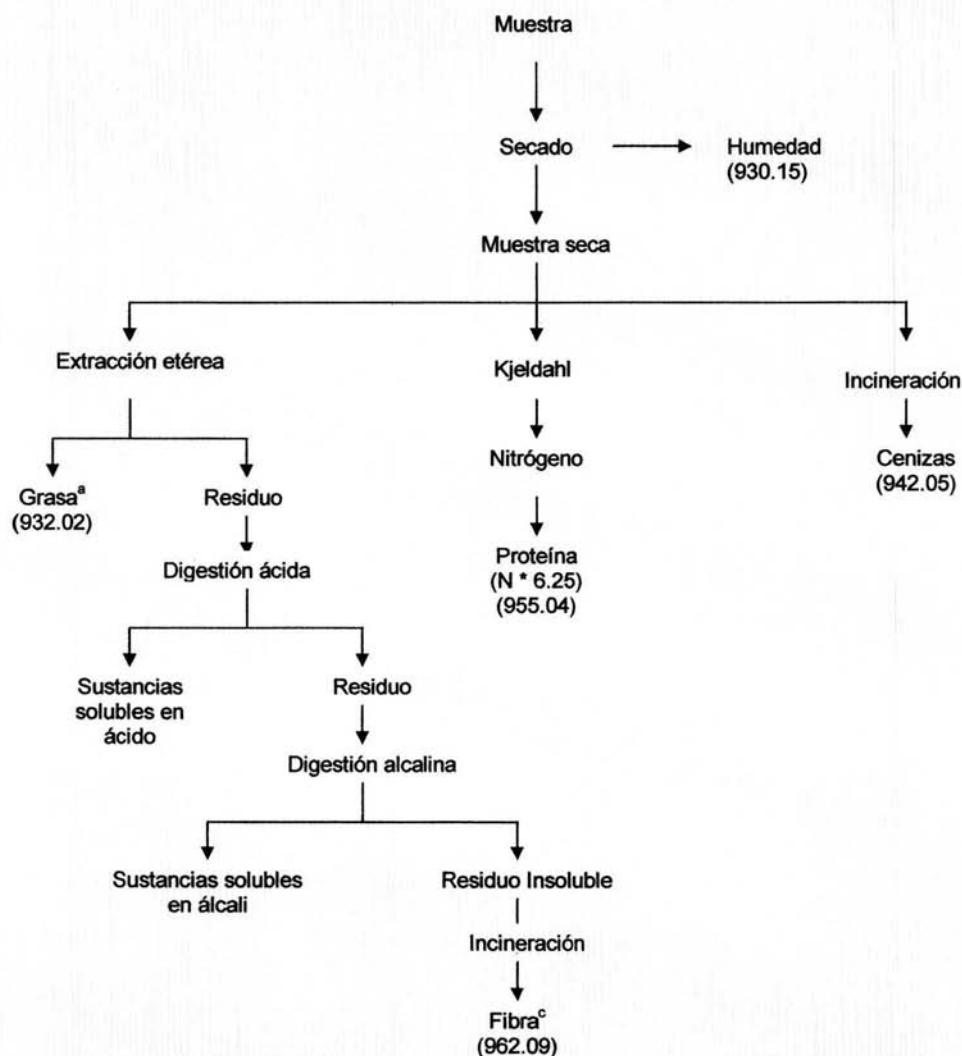 Muestra
Secado
Humedad
(930.15)
Muestra seca
Extracción etérea
Kjeldahl
Incineración
Nitrógeno
Cenizas
(942.05)
Grasaª
(932.02)
Residuo
Proteína
(N * 6.25)
(955.04)
Digestión ácida
Sustancias
solubles en
ácido
Residuo
Digestión alcalina
Sustancias solubles
en álcali
Residuo Insoluble
Incineración
Fibraᶜ
(962.09)